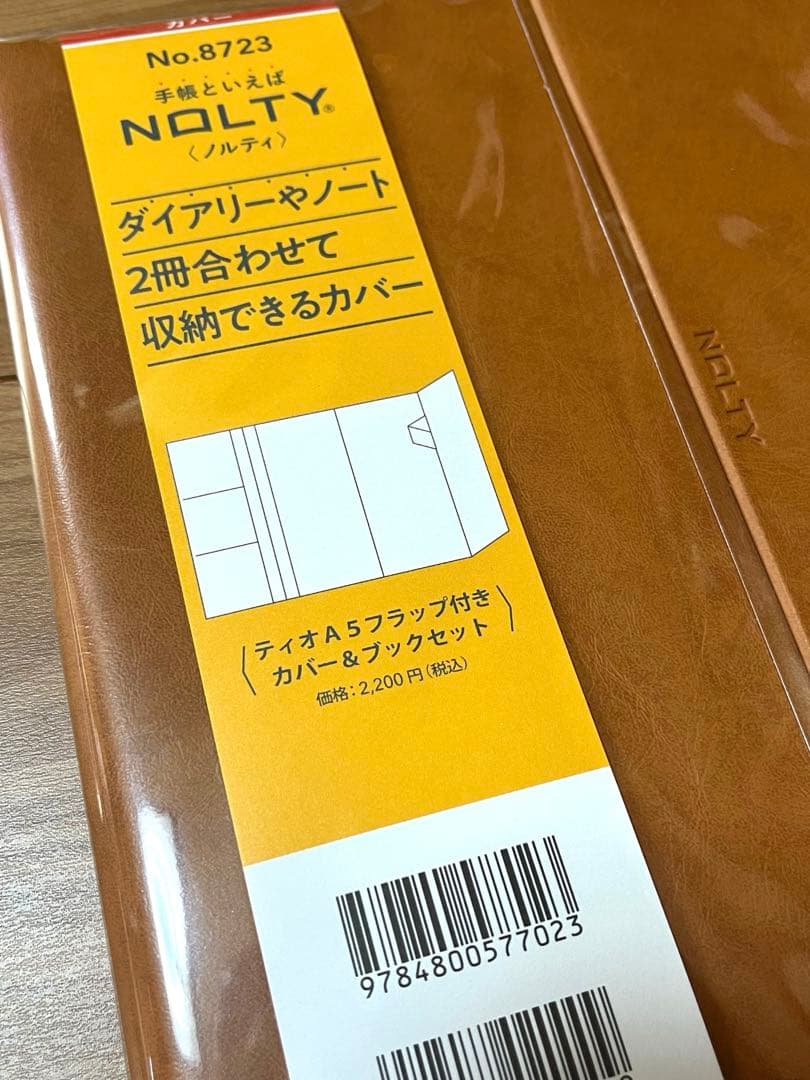 カバー
No.8723
手帳といえば
NOLTY®
〈ノルティ〉
ダイアリーやノート
2冊合わせて
収納できるカバー
〈ティオA5フラップ付き
カバー&ブックセット〉
価格：2,200円（税込）
9784800577023
NOLTY